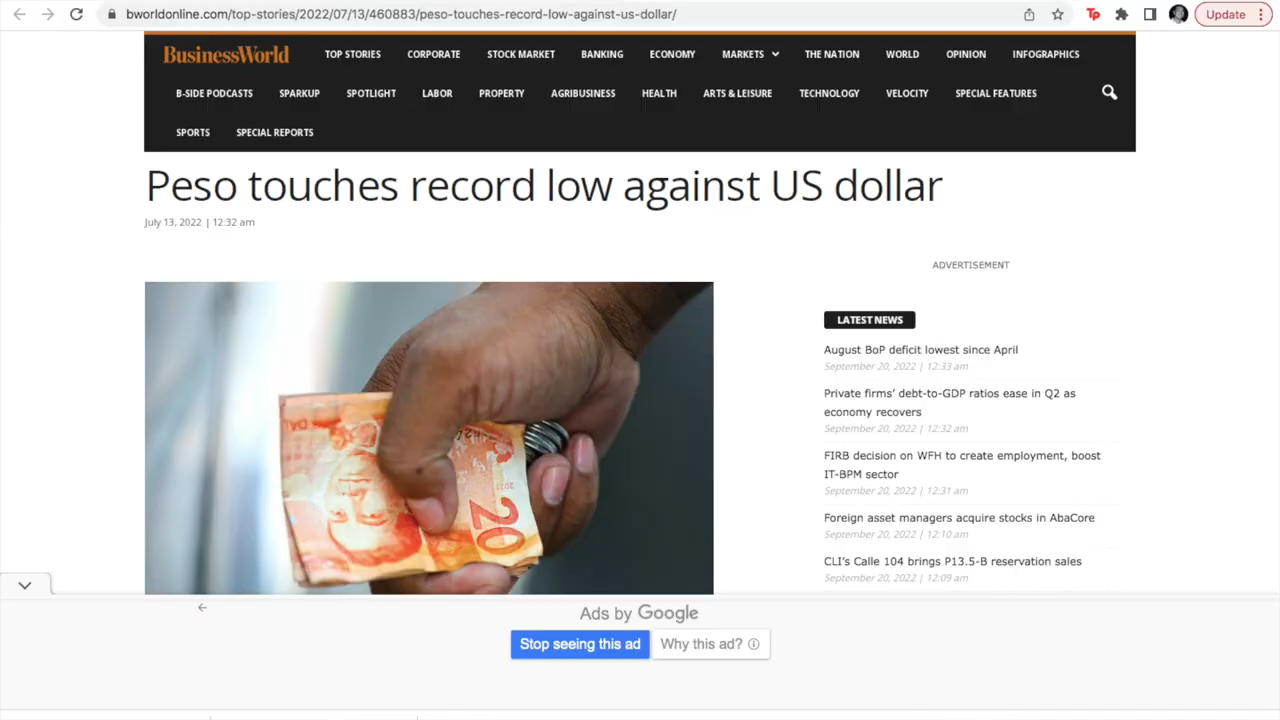 bworldonline.com/top-stories/2022/07/13/460883/peso-touches-record-low-against-us-dollar/
Tp
Update
BusinessWorld
TOP STORIES CORPORATE STOCK MARKET BANKING ECONOMY MARKETS THE NATION WORLD OPINION INFOGRAPHICS
B-SIDE PODCASTS SPARKUP SPOTLIGHT LABOR PROPERTY AGRIBUSINESS HEALTH ARTS & LEISURE TECHNOLOGY VELOCITY SPECIAL FEATURES
SPORTS SPECIAL REPORTS
Peso touches record low against US dollar
July 13, 2022 | 12:32 am
ADVERTISEMENT
20
LATEST NEWS
August BoP deficit lowest since April
September 20, 2022 | 12:33 am
Private firms’ debt-to-GDP ratios ease in Q2 as
economy recovers
September 20, 2022 | 12:32 am
FIRB decision on WFH to create employment, boost
IT-BPM sector
September 20, 2022 | 12:31 am
Foreign asset managers acquire stocks in AbaCore
September 20, 2022 | 12:10 am
CLI’s Calle 104 brings P13.5-B reservation sales
September 20, 2022 | 12:09 am
Ads by Google
Stop seeing this ad
Why this ad?